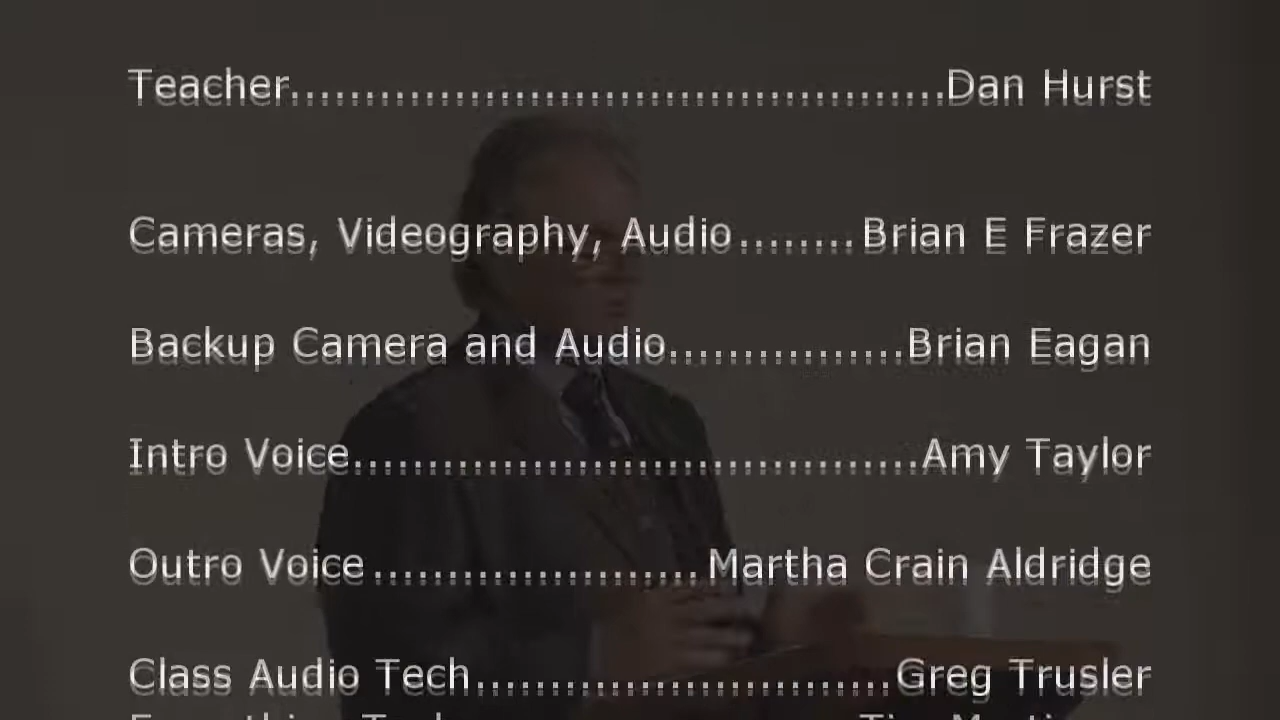 Teacher............................................Dan Hurst
Cameras, Videography, Audio........Brian E Frazer
Backup Camera and Audio................Brian Eagan
Intro Voice......................................Amy Taylor
Outro Voice......................Martha Crain Aldridge
Class Audio Tech............................Greg Trusler